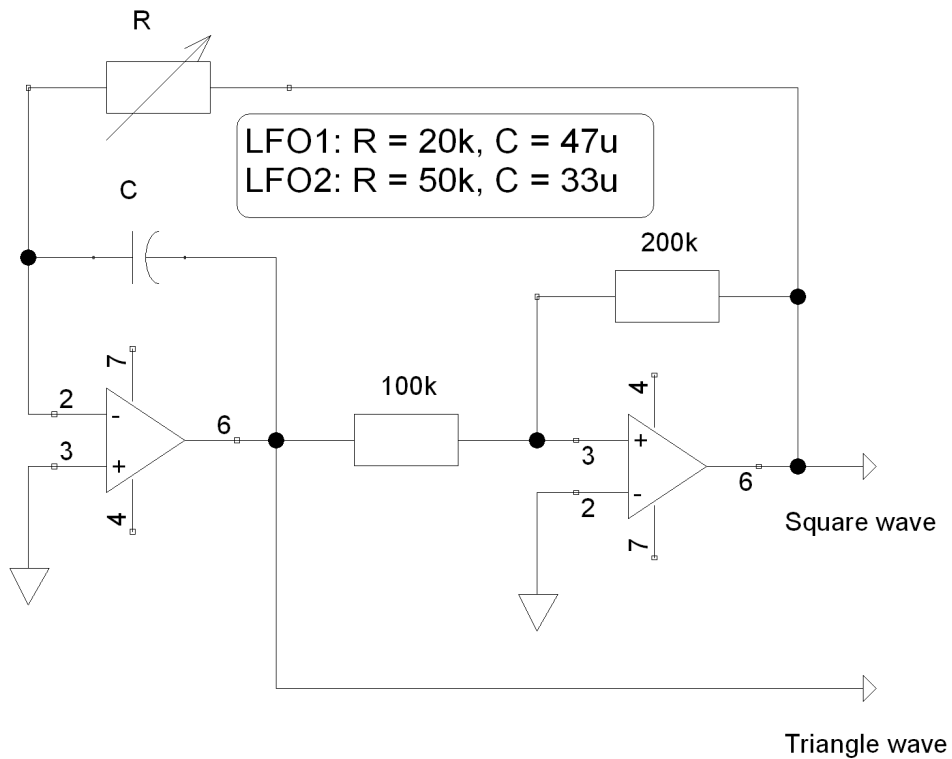 R
LFO1: R = 20k, C = 47u
LFO2: R = 50k, C = 33u
C
200k
7
4
100k
2
-
6
+
3
3
+
2
-
6
4
7
Square wave
Triangle wave